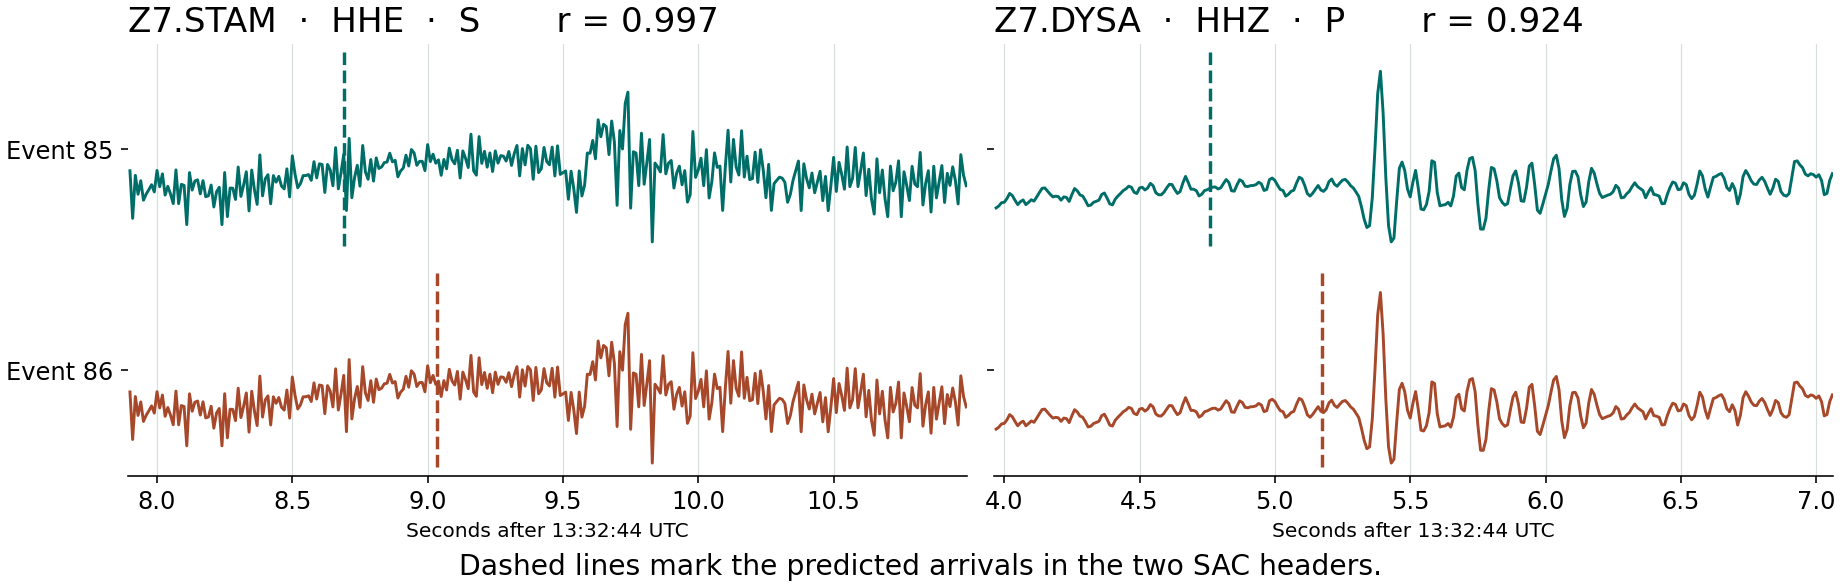 Z7.STAM · HHE · S r = 0.997
Z7.DYSA · HHZ · P r = 0.924
Event 85
Event 86
8.0 8.5 9.0 9.5 10.0 10.5
4.0 4.5 5.0 5.5 6.0 6.5 7.0
Seconds after 13:32:44 UTC
Seconds after 13:32:44 UTC
Dashed lines mark the predicted arrivals in the two SAC headers.